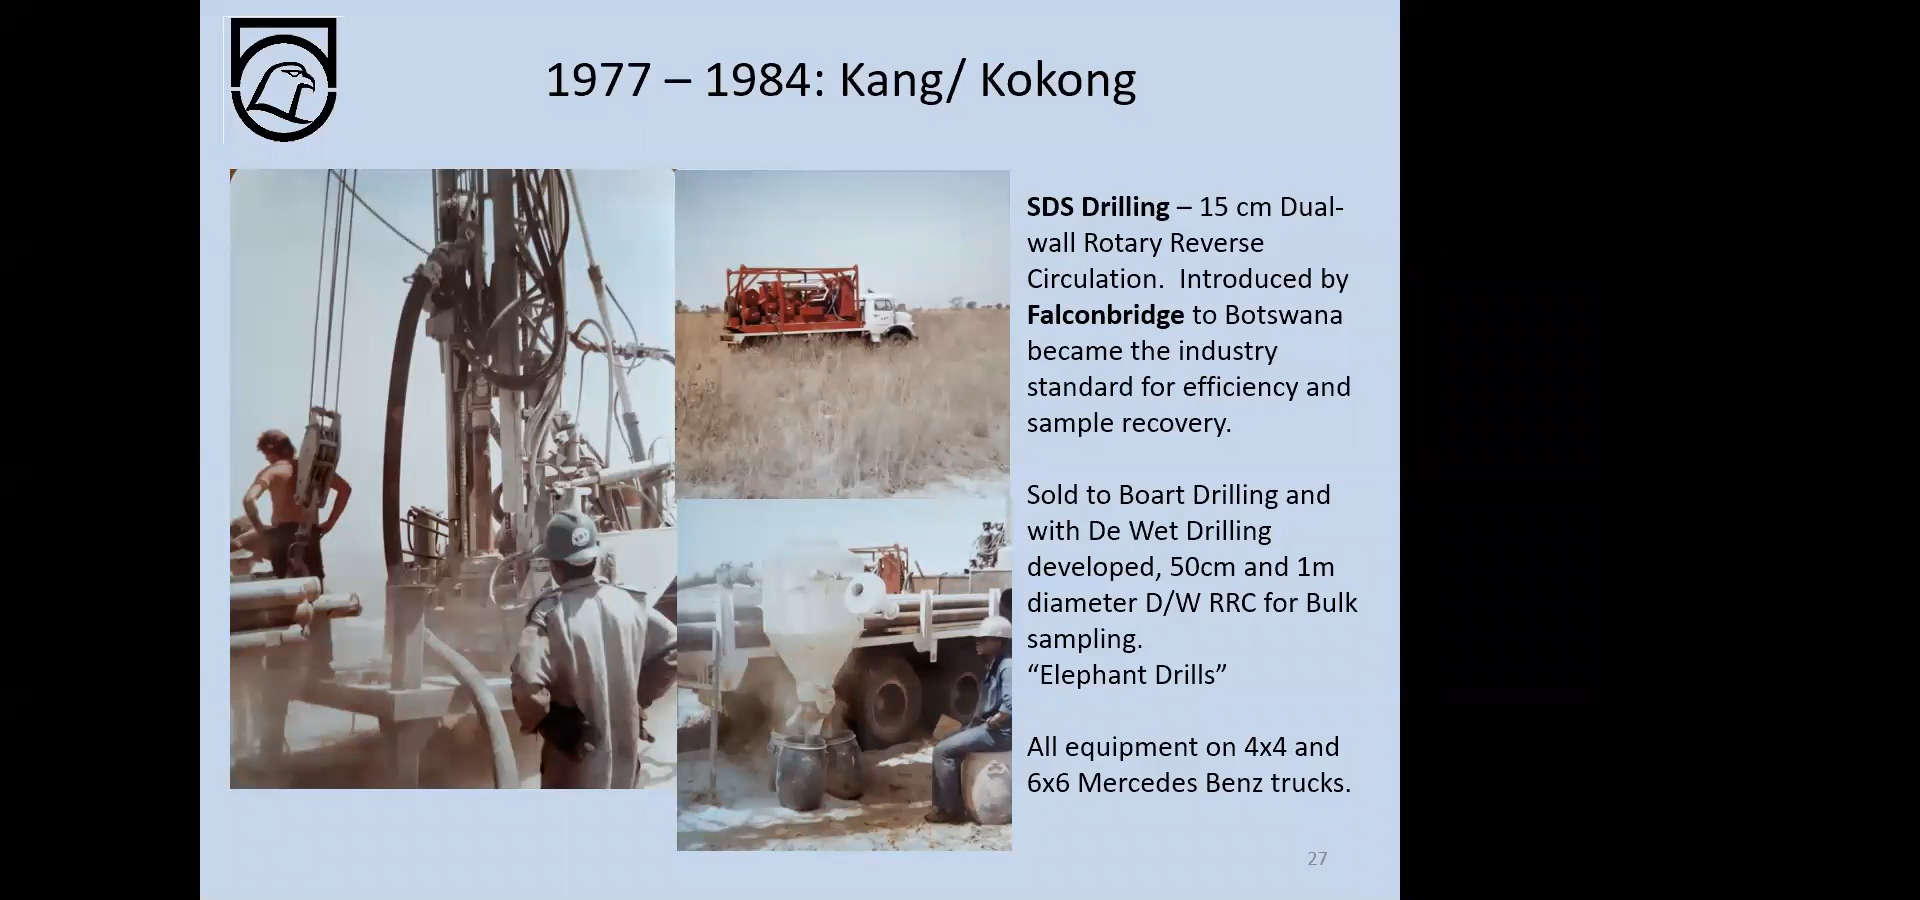 1977 – 1984: Kang/ Kokong
SDS Drilling – 15 cm Dual-
wall Rotary Reverse
Circulation.  Introduced by
Falconbridge to Botswana
became the industry
standard for efficiency and
sample recovery.
Sold to Boart Drilling and
with De Wet Drilling
developed, 50cm and 1m
diameter D/W RRC for Bulk
sampling.
“Elephant Drills”
All equipment on 4x4 and
6x6 Mercedes Benz trucks.
27